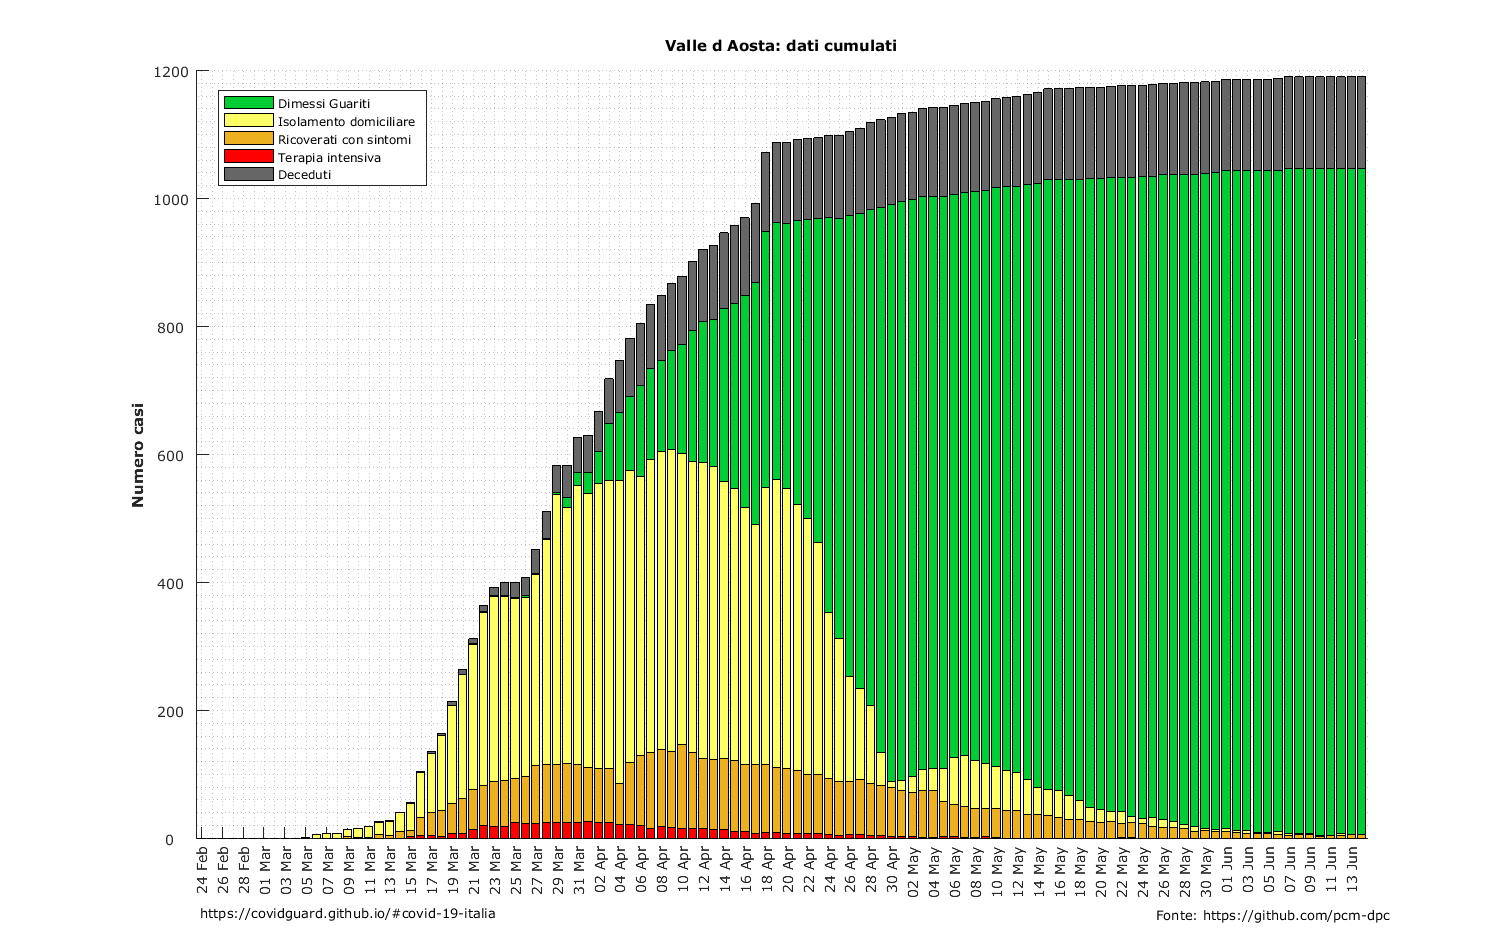 Valle d Aosta: dati cumulati
Numero casi
1200
1000
800
600
400
200
0
Dimessi Guariti
Isolamento domiciliare
Ricoverati con sintomi
Terapia intensiva
Deceduti
24 Feb
26 Feb
28 Feb
01 Mar
03 Mar
05 Mar
07 Mar
09 Mar
11 Mar
13 Mar
15 Mar
17 Mar
19 Mar
21 Mar
23 Mar
25 Mar
27 Mar
29 Mar
31 Mar
02 Apr
04 Apr
06 Apr
08 Apr
10 Apr
12 Apr
14 Apr
16 Apr
18 Apr
20 Apr
22 Apr
24 Apr
26 Apr
28 Apr
30 Apr
02 May
04 May
06 May
08 May
10 May
12 May
14 May
16 May
18 May
20 May
22 May
24 May
26 May
28 May
30 May
01 Jun
03 Jun
05 Jun
07 Jun
09 Jun
11 Jun
13 Jun
https://covidguard.github.io/#covid-19-italia
Fonte: https://github.com/pcm-dpc